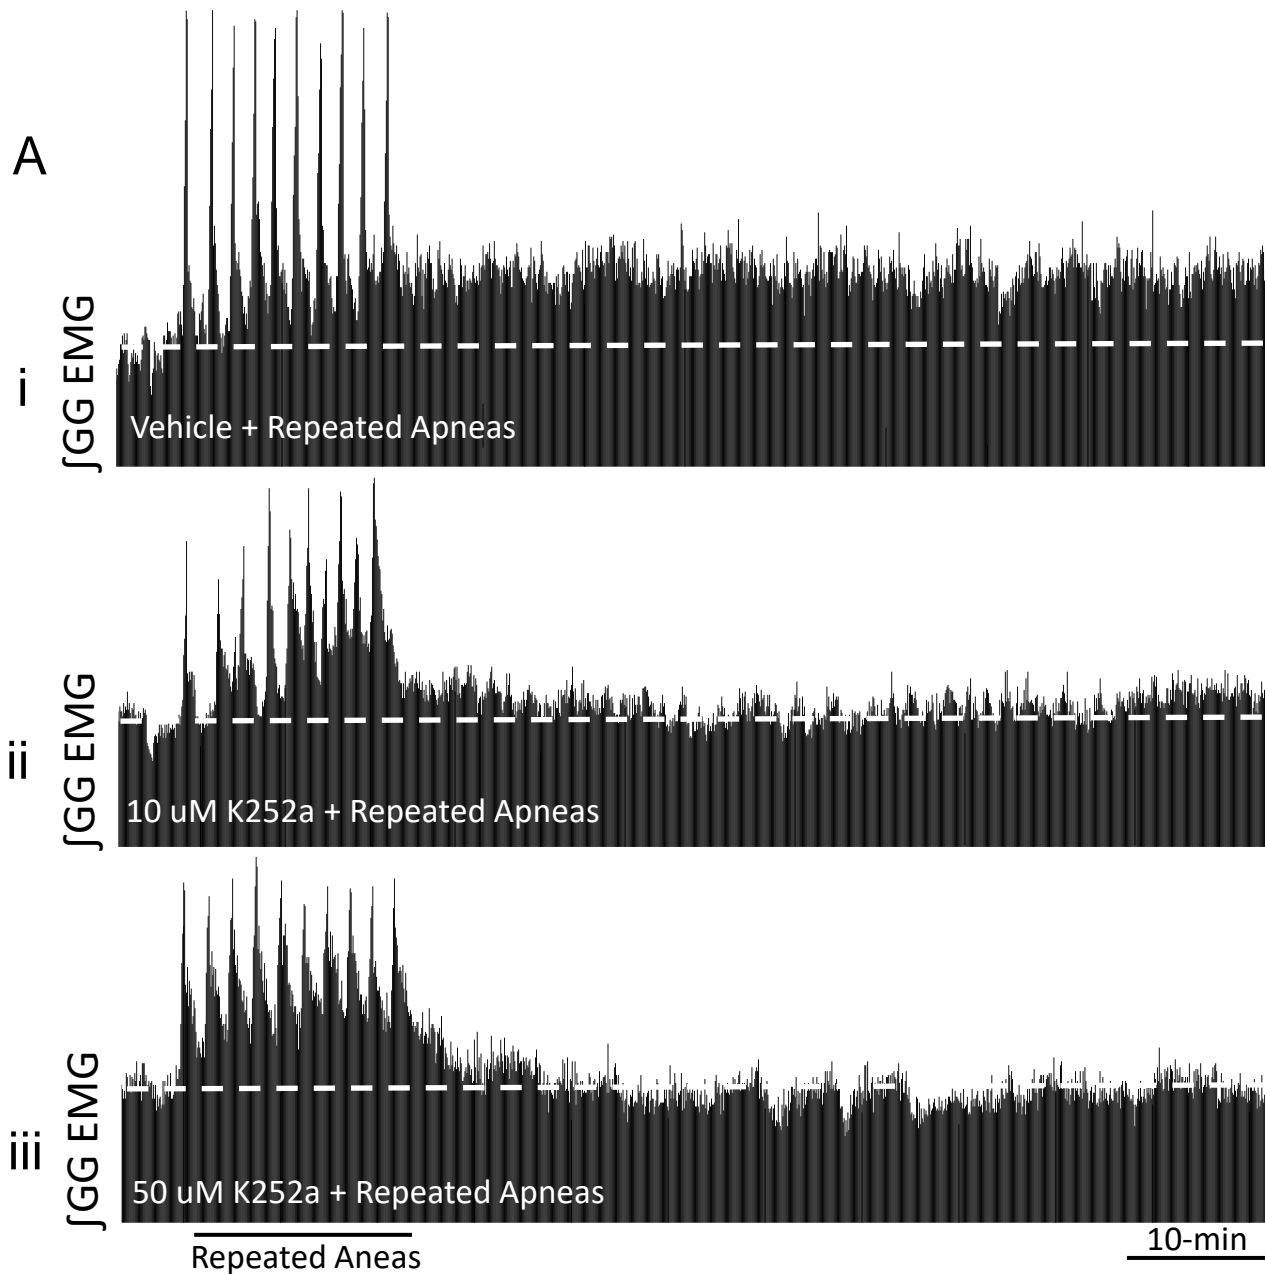 A
i
∫GG EMG
Vehicle + Repeated Apneas
ii
∫GG EMG
10 uM K252a + Repeated Apneas
iii
∫GG EMG
50 uM K252a + Repeated Apneas
Repeated Aneas
10-min